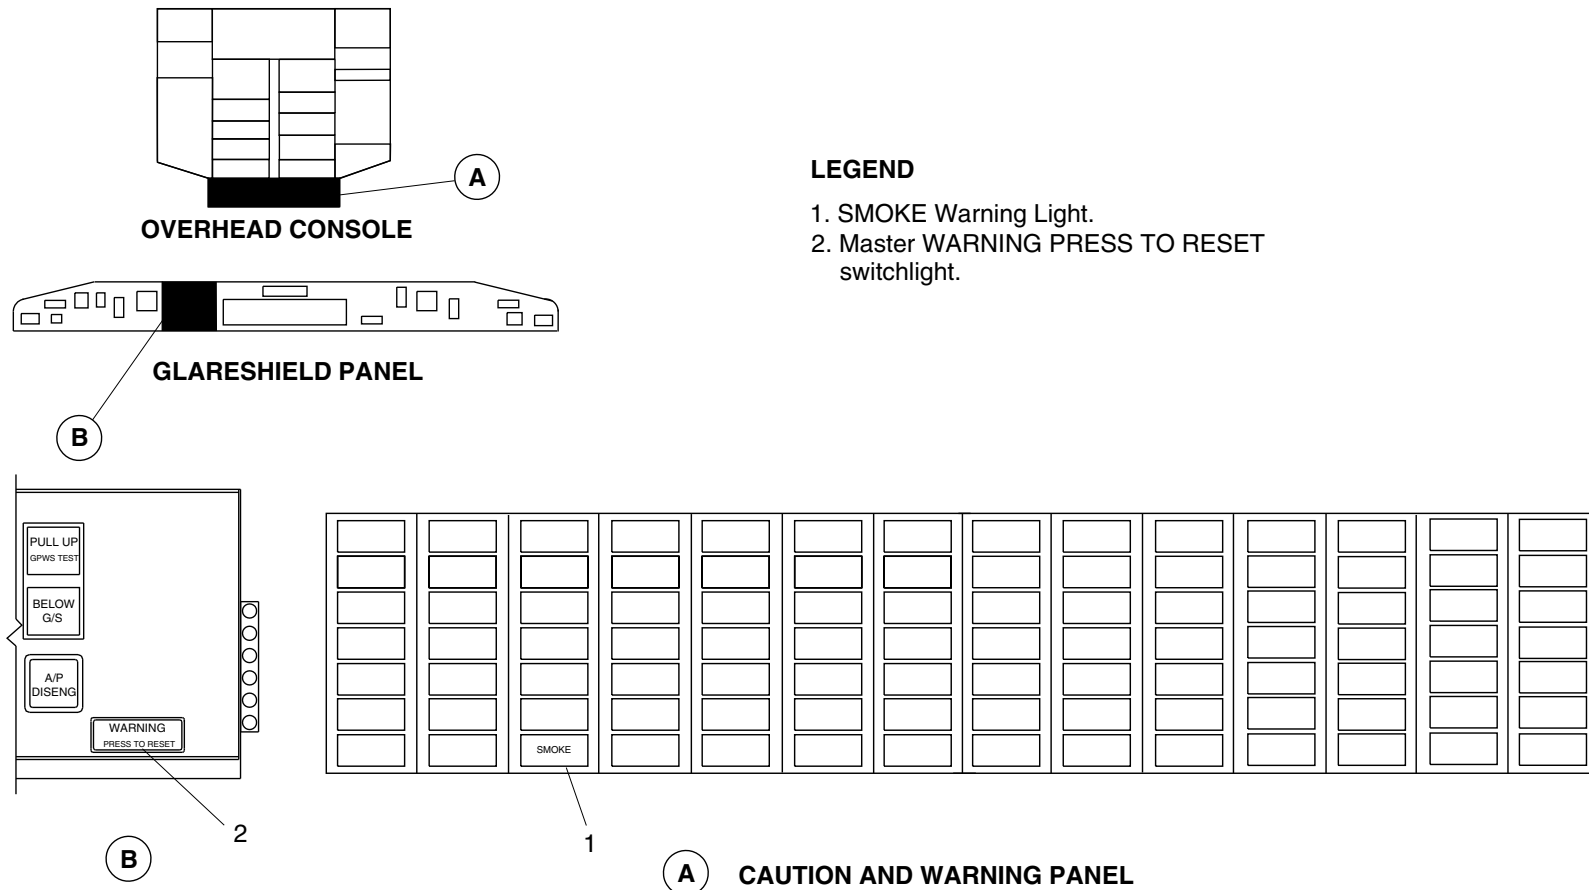 A
OVERHEAD CONSOLE
LEGEND
1. SMOKE Warning Light.
2. Master WARNING PRESS TO RESET
switchlight.
GLARESHIELD PANEL
B
PULL UP
GPWS TEST
BELOW
G/S
A/P
DISENG
WARNING
PRESS TO RESET
SMOKE
2
1
B
A
CAUTION AND WARNING PANEL